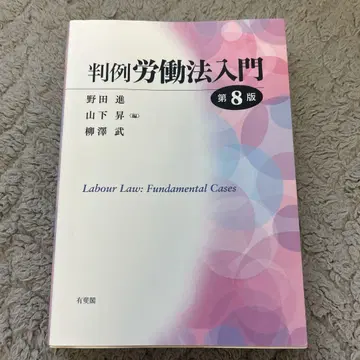 判例 労働法入門
第8版
野田 進
山下 昇 (編)
柳澤 武
Labour Law: Fundamental Cases
有斐閣